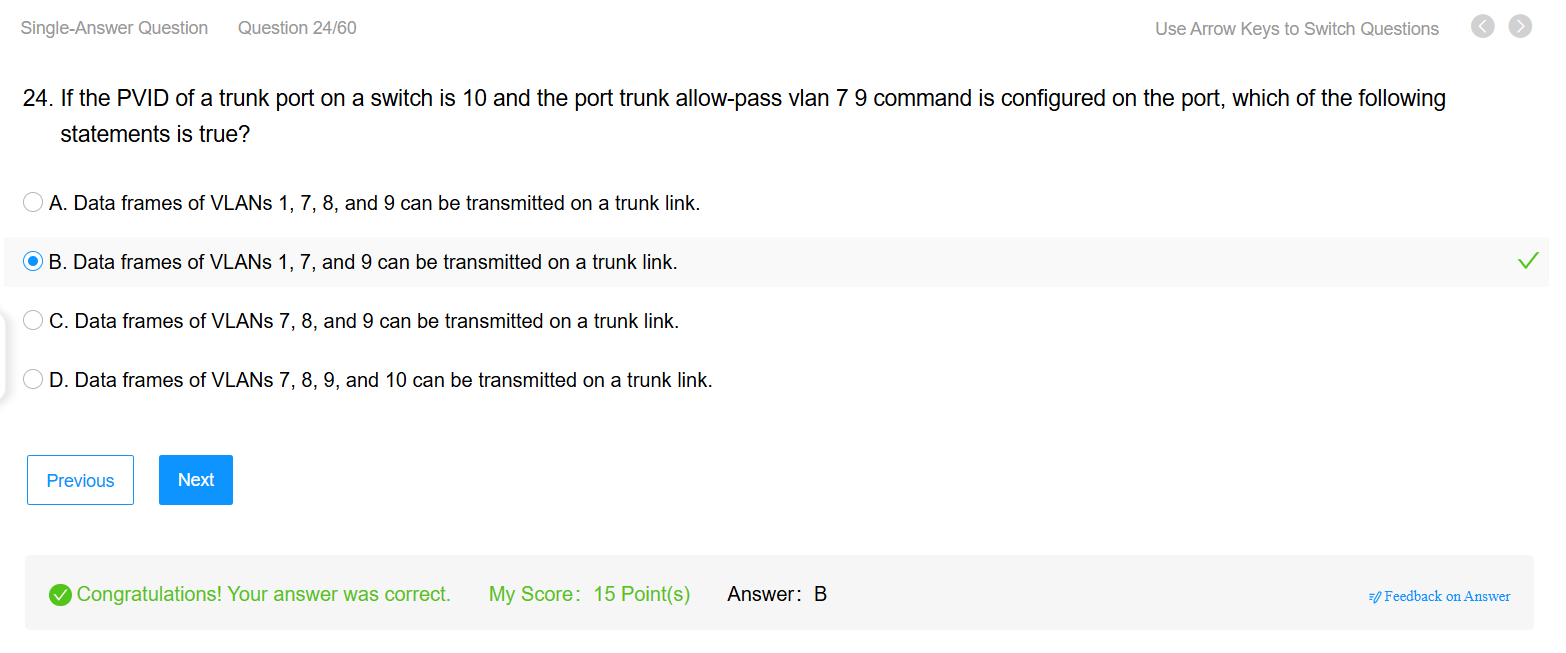 Single-Answer Question Question 24/60 Use Arrow Keys to Switch Questions
24. If the PVID of a trunk port on a switch is 10 and the port trunk allow-pass vlan 7 9 command is configured on the port, which of the following
statements is true?
A. Data frames of VLANs 1, 7, 8, and 9 can be transmitted on a trunk link.
B. Data frames of VLANs 1, 7, and 9 can be transmitted on a trunk link.
C. Data frames of VLANs 7, 8, and 9 can be transmitted on a trunk link.
D. Data frames of VLANs 7, 8, 9, and 10 can be transmitted on a trunk link.
Previous Next
Congratulations! Your answer was correct. My Score: 15 Point(s) Answer: B Feedback on Answer